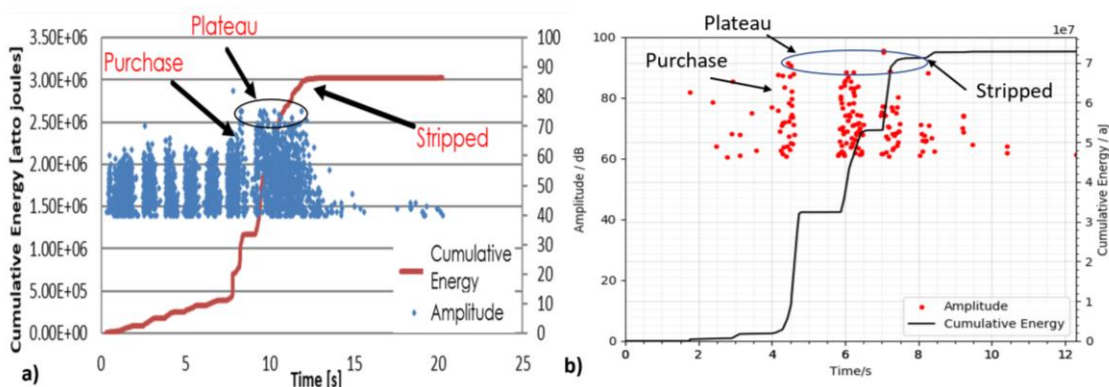 3.50E+06
3.00E+06
2.50E+06
2.00E+06
1.50E+06
1.00E+06
5.00E+05
0.00E+00
Cumulative Energy [atto joules]
Plateau
Purchase
Stripped
100
90
80
70
60
50
40
30
20
10
0
Cumulative
Energy
Amplitude
0 5 10 15 20 25
Time [s]
a)
1e7
Plateau
Purchase
Stripped
100
80
60
40
20
0
Amplitude / dB
7
6
5
4
3
2
1
0
Cumulative Energy / aJ
Amplitude
Cumulative Energy
0 2 4 6 8 10 12
Time/s
b)